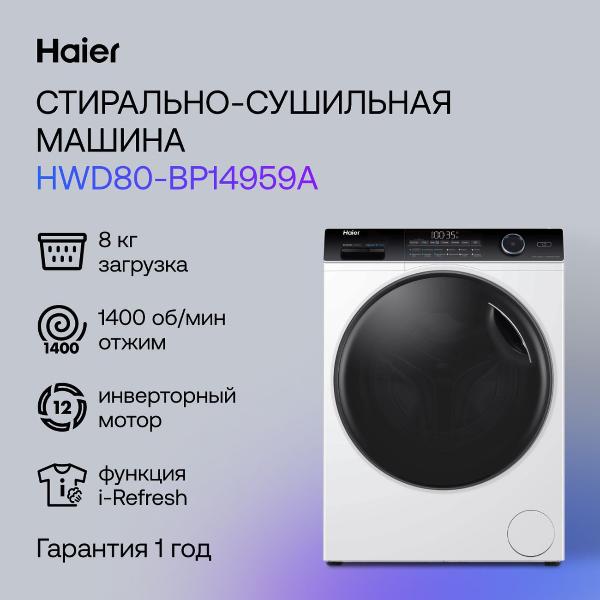 Haier
СТИРАЛЬНО-СУШИЛЬНАЯ
МАШИНА
HWD80-BP14959A
8 кг
загрузка
1400 об/мин
отжим
1400
инверторный
мотор
12
функция
i-Refresh
i
Гарантия 1 год
Haier